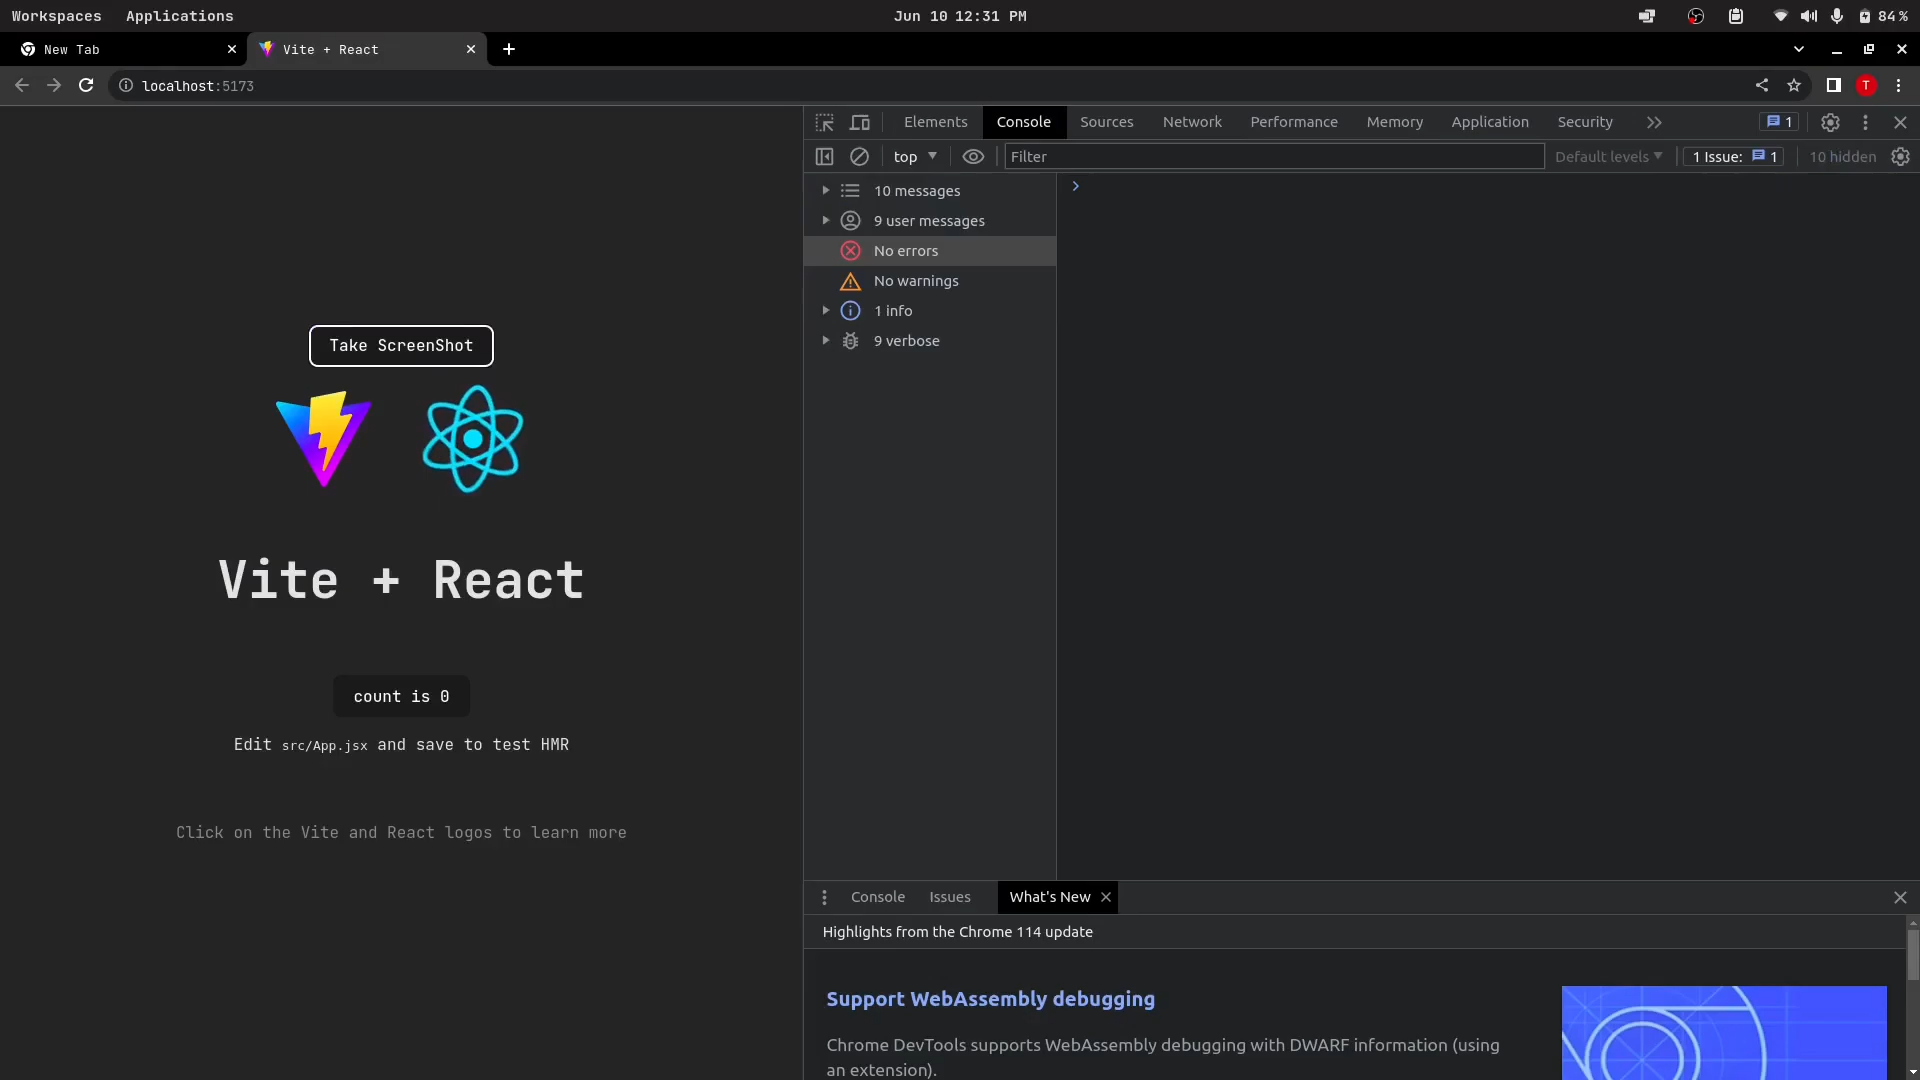 Workspaces Applications Jun 10 12:31 PM 84%
New Tab Vite + React
localhost:5173 T
Elements Console Sources Network Performance Memory Application Security 1
top Filter Default levels 1 Issue: 1 10 hidden
10 messages
9 user messages
No errors
No warnings
1 info
9 verbose
Take ScreenShot
Vite + React
count is 0
Edit src/App.jsx and save to test HMR
Click on the Vite and React logos to learn more
Console Issues What's New
Highlights from the Chrome 114 update
Support WebAssembly debugging
Chrome DevTools supports WebAssembly debugging with DWARF information (using
an extension).